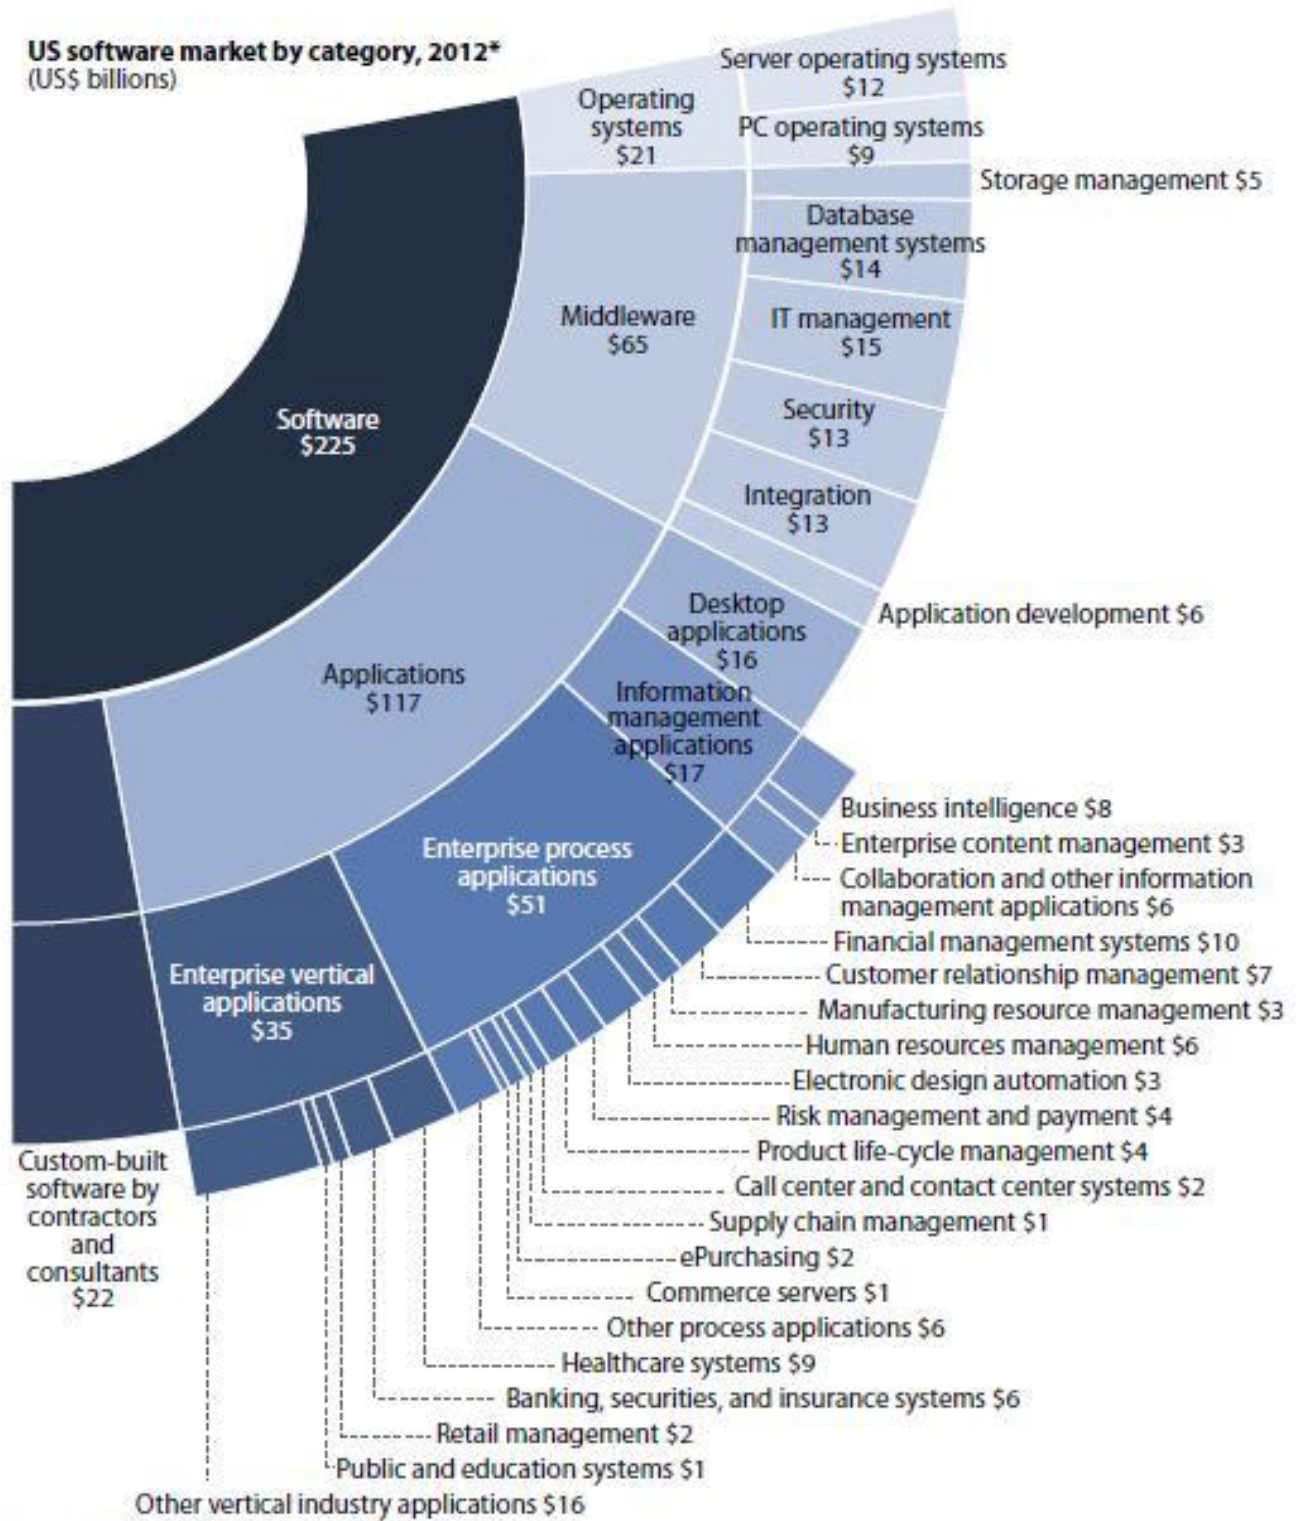 US software market by category, 2012*
(US$ billions)
Server operating systems
$12
Operating
systems
$21
PC operating systems
$9
Storage management $5
Database
management systems
$14
Middleware
$65
IT management
$15
Security
$13
Software
$225
Integration
$13
Application development $6
Desktop
applications
$16
Applications
$117
Information
management
applications
$17
Business intelligence $8
Enterprise content management $3
Collaboration and other information
management applications $6
Enterprise process
applications
$51
Financial management systems $10
Customer relationship management $7
Enterprise vertical
applications
$35
Manufacturing resource management $3
Human resources management $6
Electronic design automation $3
Risk management and payment $4
Product life-cycle management $4
Call center and contact center systems $2
Supply chain management $1
ePurchasing $2
Commerce servers $1
Other process applications $6
Custom-built
software by
contractors
and
consultants
$22
Healthcare systems $9
Banking, securities, and insurance systems $6
Retail management $2
Public and education systems $1
Other vertical industry applications $16